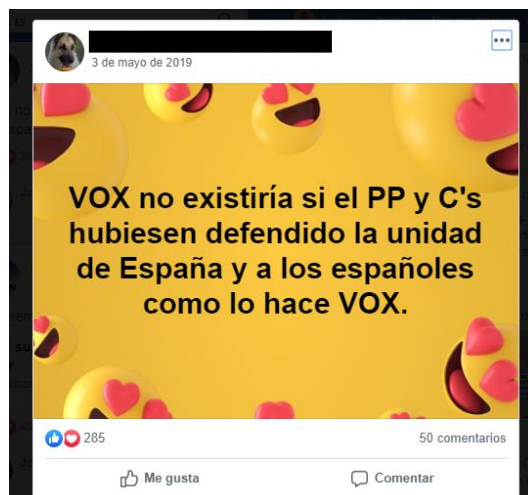 3 de mayo de 2019
VOX no existiría si el PP y C's
hubiesen defendido la unidad
de España y a los españoles
como lo hace VOX.
285
50 comentarios
Me gusta
Comentar